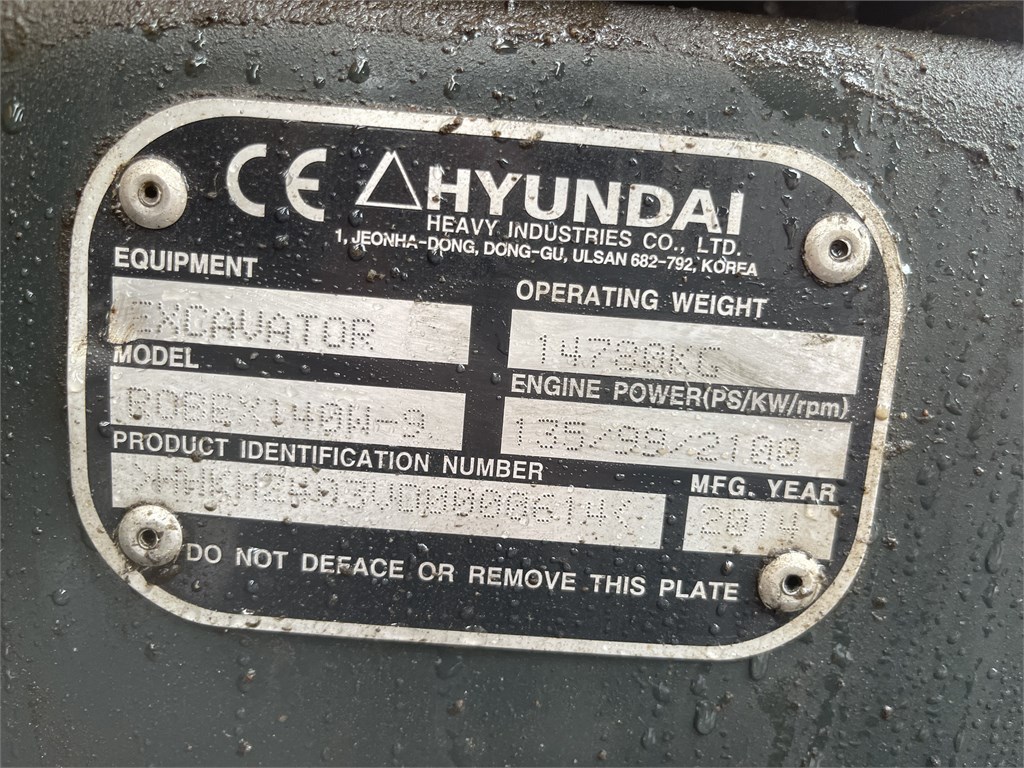 CE HYUNDAI
HEAVY INDUSTRIES CO., LTD.
1, JEONHA-DONG, DONG-GU, ULSAN 682-792, KOREA
EQUIPMENT
EXCAVATOR
OPERATING WEIGHT
14730KG
MODEL
ROBEX140W-9
ENGINE POWER(PS/KW/rpm)
135/99/2100
PRODUCT IDENTIFICATION NUMBER
MFG. YEAR
2014
DO NOT DEFACE OR REMOVE THIS PLATE